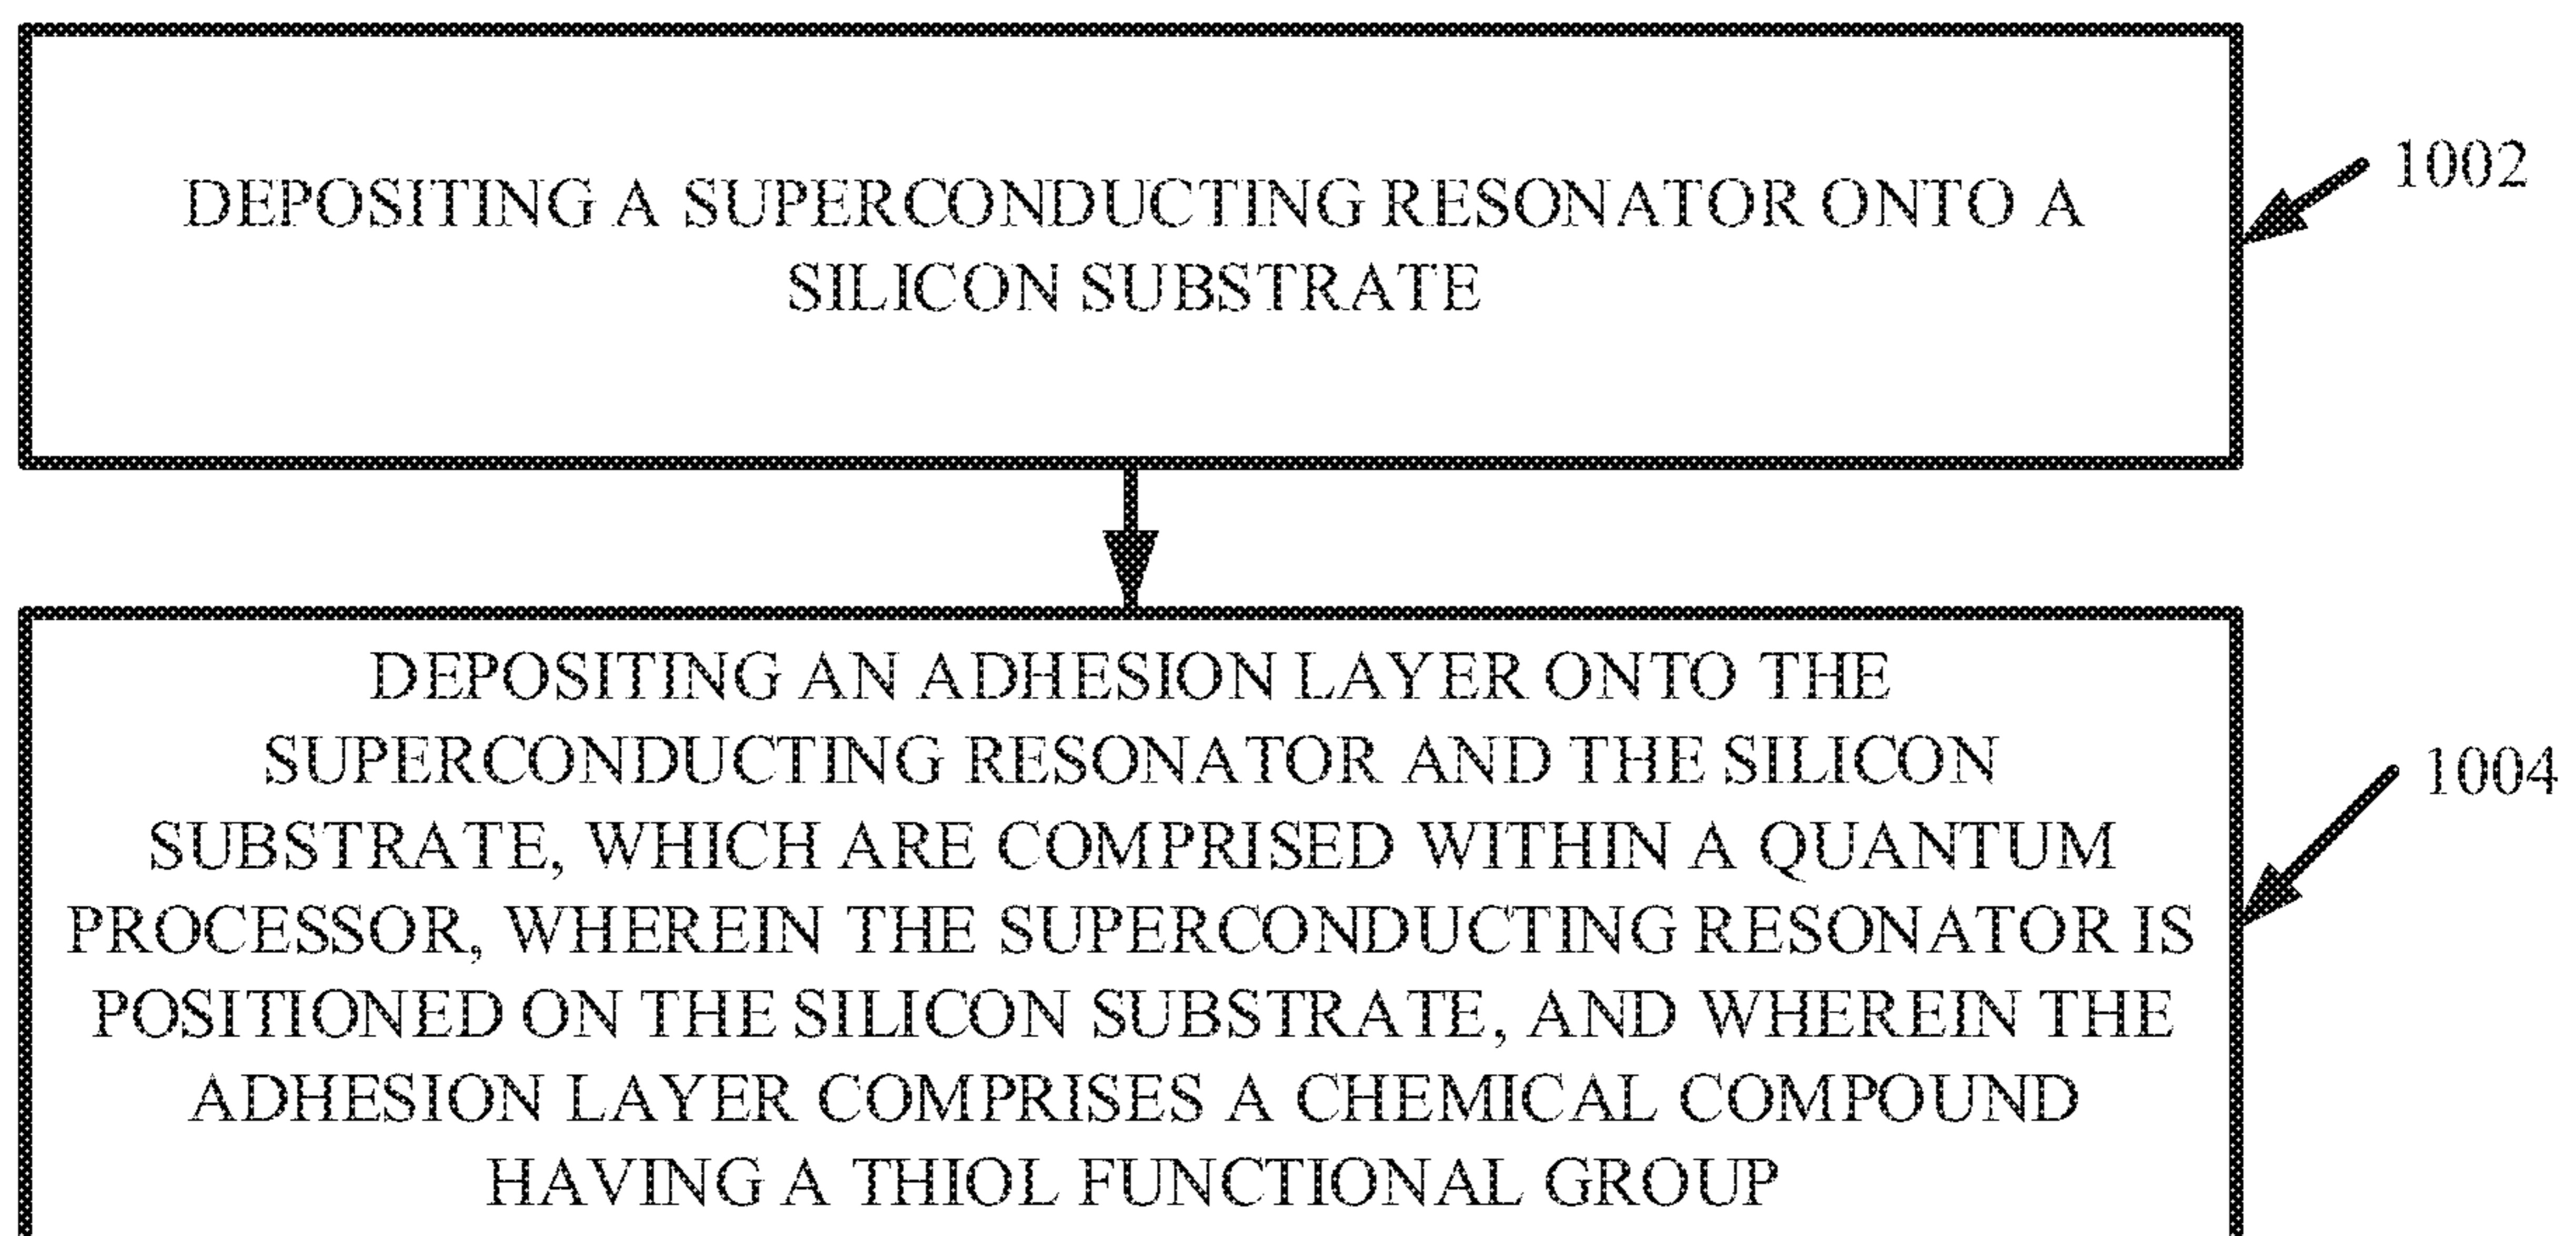 DEPOSITING A SUPERCONDUCTING RESONATOR ONTO A
SILICON SUBSTRATE
1002
DEPOSITING AN ADHESION LAYER ONTO THE
SUPERCONDUCTING RESONATOR AND THE SILICON
SUBSTRATE, WHICH ARE COMPRISED WITHIN A QUANTUM
PROCESSOR, WHEREIN THE SUPERCONDUCTING RESONATOR IS
POSITIONED ON THE SILICON SUBSTRATE, AND WHEREIN THE
ADHESION LAYER COMPRISES A CHEMICAL COMPOUND
HAVING A THIOL FUNCTIONAL GROUP
1004